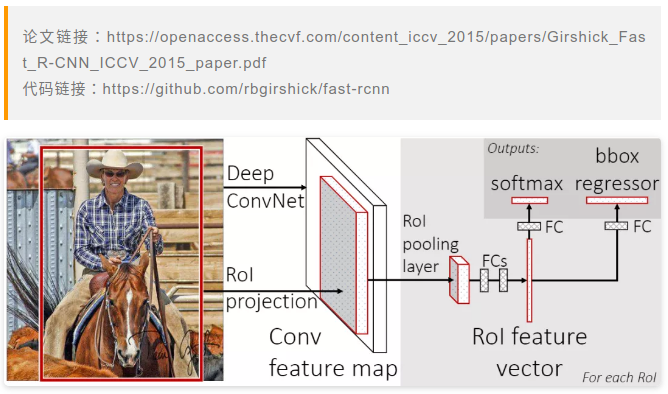 论文链接：https://openaccess.thecvf.com/content_iccv_2015/papers/Girshick_Fas
t_R-CNN_ICCV_2015_paper.pdf
代码链接：https://github.com/rbgirshick/fast-rcnn
Outputs:
bbox
softmax regressor
Deep
ConvNet
FC
FC
RoI
pooling
layer
FCs
RoI
projection
Conv
feature map
RoI feature
vector
For each RoI